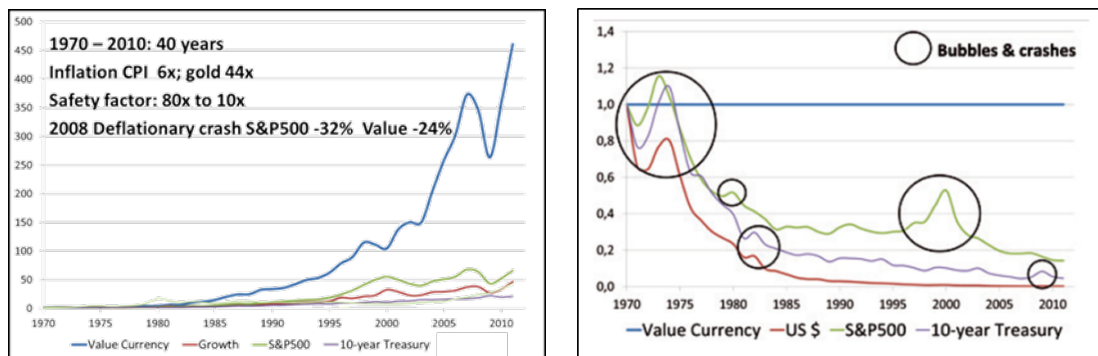 500
1970 – 2010: 40 years
450
400
Inflation CPI 6x; gold 44x
350
Safety factor: 80x to 10x
300
2008 Deflationary crash S&P500 -32% Value -24%
250
200
150
100
50
0
1970 1975 1980 1985 1990 1995 2000 2005 2010
Value Currency Growth S&P500 10-year Treasury
1,4
Bubbles & crashes
1,2
1,0
0,8
0,6
0,4
0,2
0,0
1970 1975 1980 1985 1990 1995 2000 2005 2010
Value Currency US $ S&P500 10-year Treasury